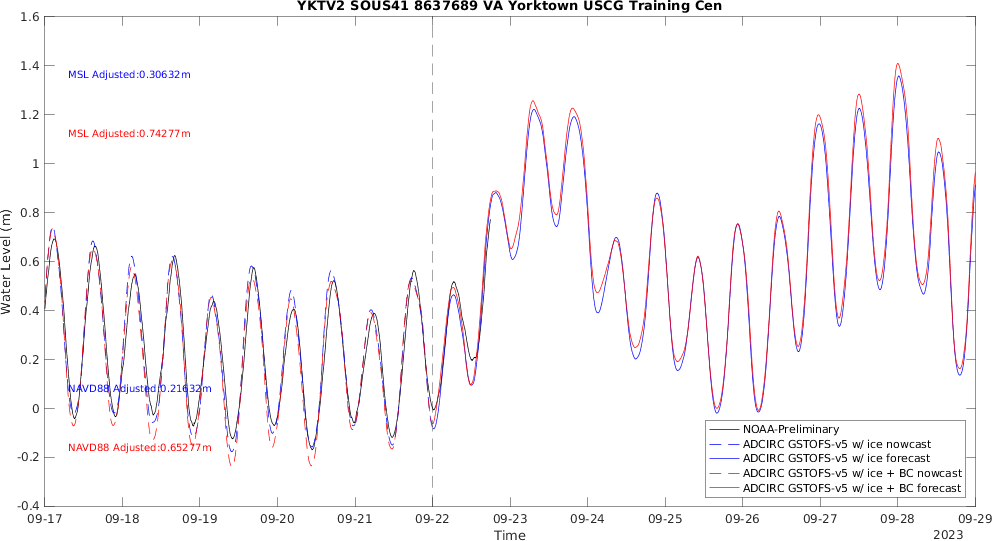 YKTV2 SOUS41 8637689 VA Yorktown USCG Training Cen
Water Level (m)
1.6
1.4
1.2
1
0.8
0.6
0.4
0.2
0
-0.2
-0.4
MSL Adjusted:0.30632m
MSL Adjusted:0.74277m
NAVD88 Adjusted:0.21632m
NAVD88 Adjusted:0.65277m
NOAA-Preliminary
ADCIRC GSTOFS-v5 w/ ice nowcast
ADCIRC GSTOFS-v5 w/ ice forecast
ADCIRC GSTOFS-v5 w/ ice + BC nowcast
ADCIRC GSTOFS-v5 w/ ice + BC forecast
09-17 09-18 09-19 09-20 09-21 09-22 09-23 09-24 09-25 09-26 09-27 09-28 09-29
Time
2023